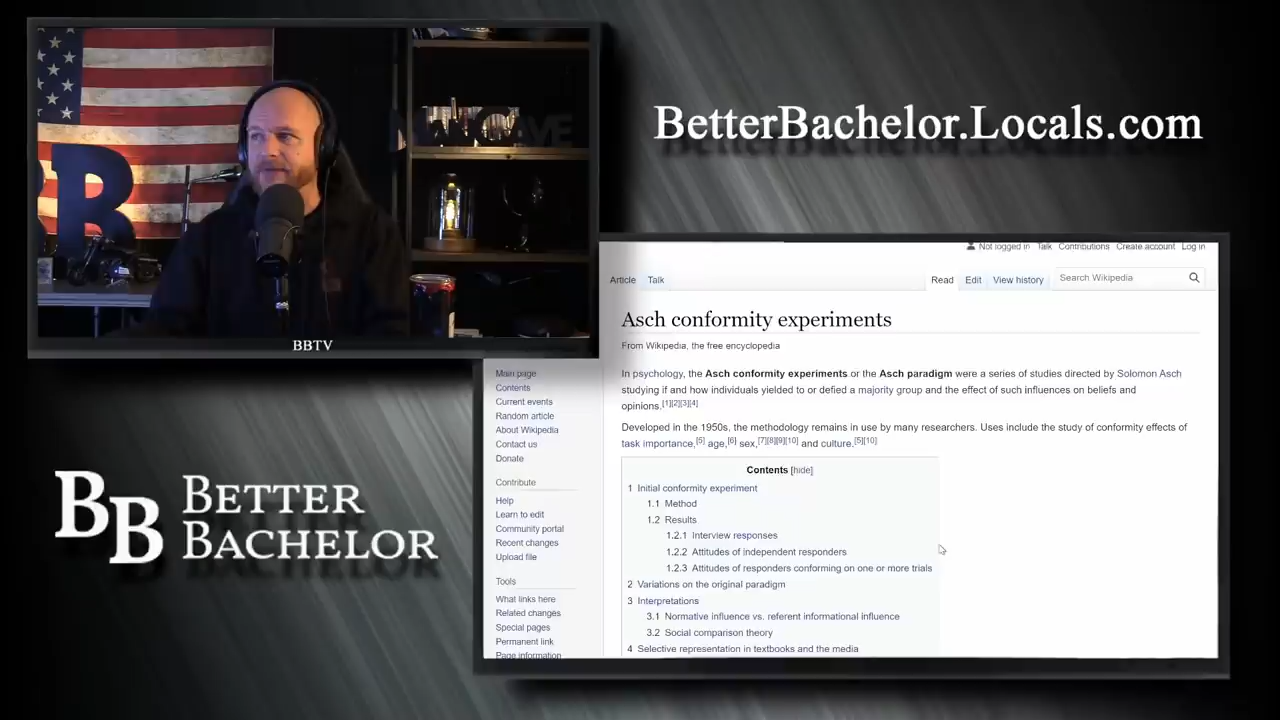 BetterBachelor.Locals.com
MANCAVE
B
BBTV
BB BETTER
BACHELOR
Not logged in Talk Contributions Create account Log in
Article Talk
Read Edit View history Search Wikipedia
Asch conformity experiments
From Wikipedia, the free encyclopedia
In psychology, the Asch conformity experiments or the Asch paradigm were a series of studies directed by Solomon Asch
studying if and how individuals yielded to or defied a majority group and the effect of such influences on beliefs and
opinions.[1][2][3][4]
Developed in the 1950s, the methodology remains in use by many researchers. Uses include the study of conformity effects of
task importance,[5] age,[6] sex,[7][8][9][10] and culture.[5][10]
Contents [hide]
1 Initial conformity experiment
1.1 Method
1.2 Results
1.2.1 Interview responses
1.2.2 Attitudes of independent responders
1.2.3 Attitudes of responders conforming on one or more trials
2 Variations on the original paradigm
3 Interpretations
3.1 Normative influence vs. referent informational influence
3.2 Social comparison theory
4 Selective representation in textbooks and the media
Main page
Contents
Current events
Random article
About Wikipedia
Contact us
Donate
Contribute
Help
Learn to edit
Community portal
Recent changes
Upload file
Tools
What links here
Related changes
Special pages
Permanent link
Page information